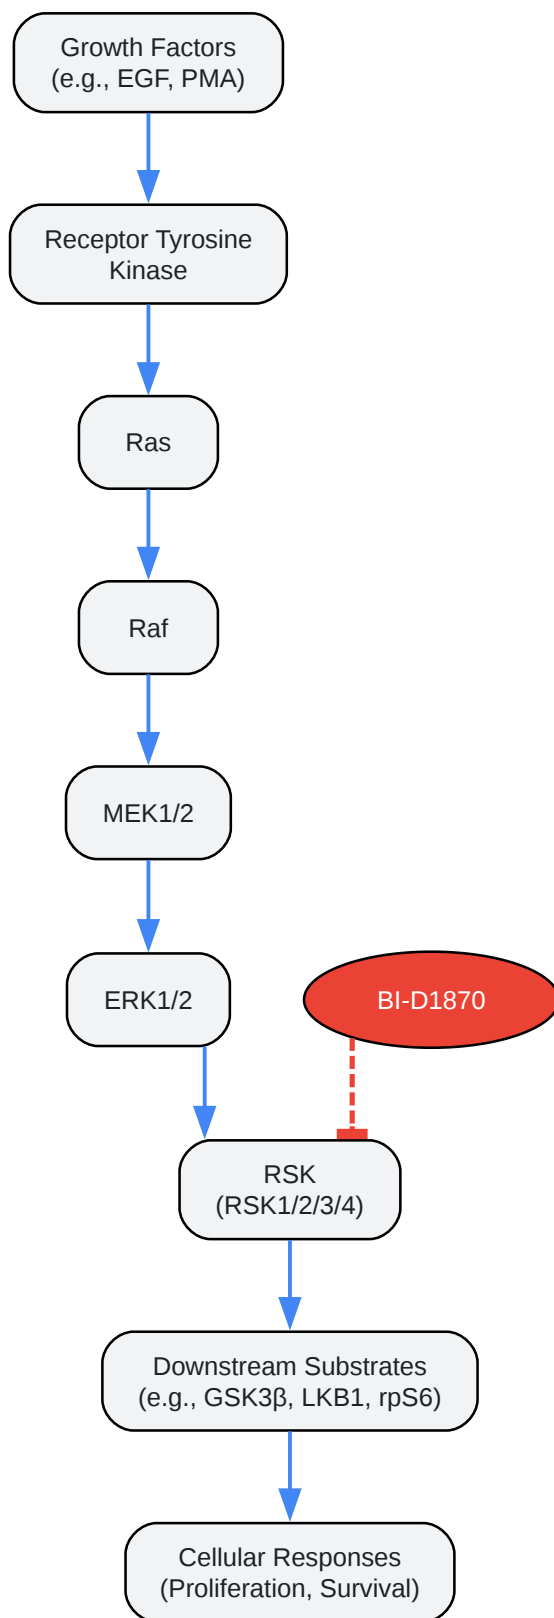 Growth Factors
(e.g., EGF, PMA)
Receptor Tyrosine
Kinase
Ras
Raf
MEK1/2
ERK1/2
BI-D1870
RSK
(RSK1/2/3/4)
Downstream Substrates
(e.g., GSK3β, LKB1, rpS6)
Cellular Responses
(Proliferation, Survival)